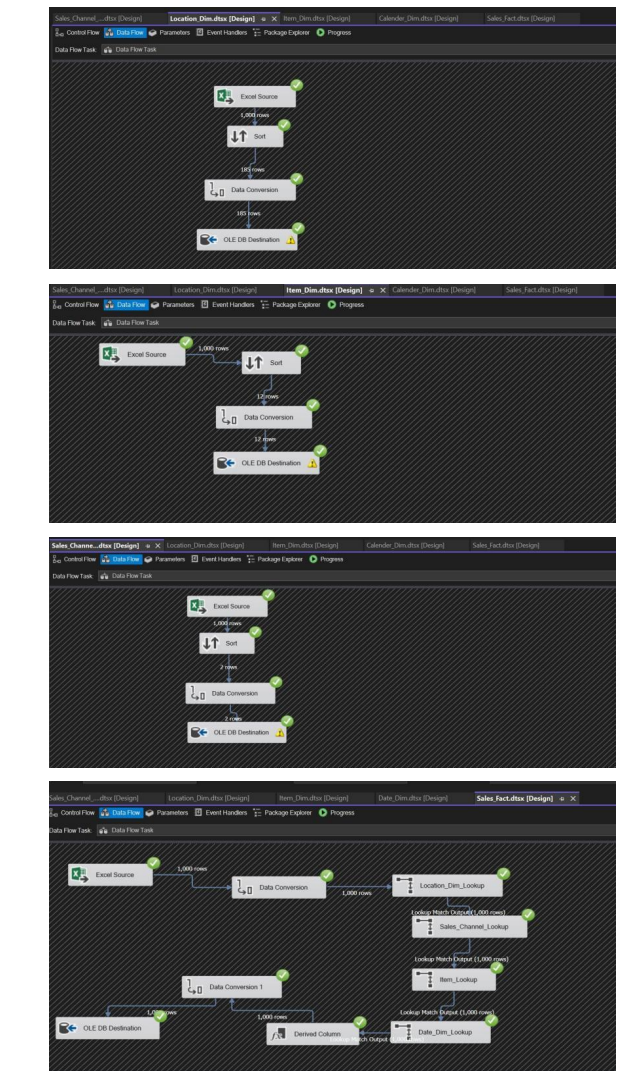 Sales_Channel_....dtsx [Design] Location_Dim.dtsx [Design] Item_Dim.dtsx [Design] Calender_Dim.dtsx [Design] Sales_Fact.dtsx [Design]
Control Flow Data Flow Parameters Event Handlers Package Explorer Progress
Data Flow Task: Data Flow Task
Excel Source
1,000 rows
Sort
185 rows
Data Conversion
185 rows
OLE DB Destination
Sales_Channel_....dtsx [Design] Location_Dim.dtsx [Design] Item_Dim.dtsx [Design] Calender_Dim.dtsx [Design] Sales_Fact.dtsx [Design]
Control Flow Data Flow Parameters Event Handlers Package Explorer Progress
Data Flow Task: Data Flow Task
Excel Source
1,000 rows
Sort
12 rows
Data Conversion
12 rows
OLE DB Destination
Sales_Channe...dtsx [Design] Location_Dim.dtsx [Design] Item_Dim.dtsx [Design] Calender_Dim.dtsx [Design] Sales_Fact.dtsx [Design]
Control Flow Data Flow Parameters Event Handlers Package Explorer Progress
Data Flow Task: Data Flow Task
Excel Source
1,000 rows
Sort
2 rows
Data Conversion
2 rows
OLE DB Destination
Sales_Channel_....dtsx [Design] Location_Dim.dtsx [Design] Item_Dim.dtsx [Design] Date_Dim.dtsx [Design] Sales_Fact.dtsx [Design]
Control Flow Data Flow Parameters Event Handlers Package Explorer Progress
Data Flow Task: Data Flow Task
Excel Source
1,000 rows
Data Conversion
1,000 rows
Location_Dim_Lookup
Lookup Match Output (1,000 rows)
Sales_Channel_Lookup
Lookup Match Output (1,000 rows)
Item_Lookup
Lookup Match Output (1,000 rows)
Date_Dim_Lookup
Lookup Match Output (1,000 rows)
Derived Column
1,000 rows
Data Conversion 1
1,000 rows
OLE DB Destination